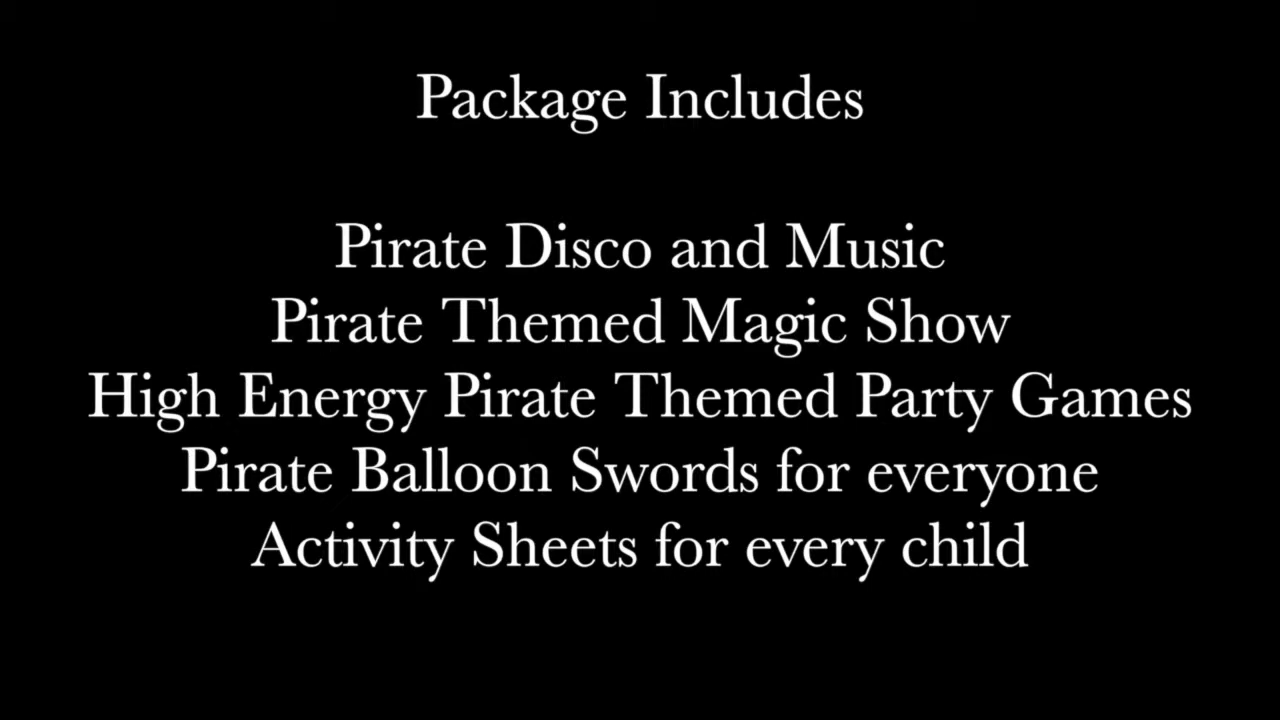 Package Includes
Pirate Disco and Music
Pirate Themed Magic Show
High Energy Pirate Themed Party Games
Pirate Balloon Swords for everyone
Activity Sheets for every child